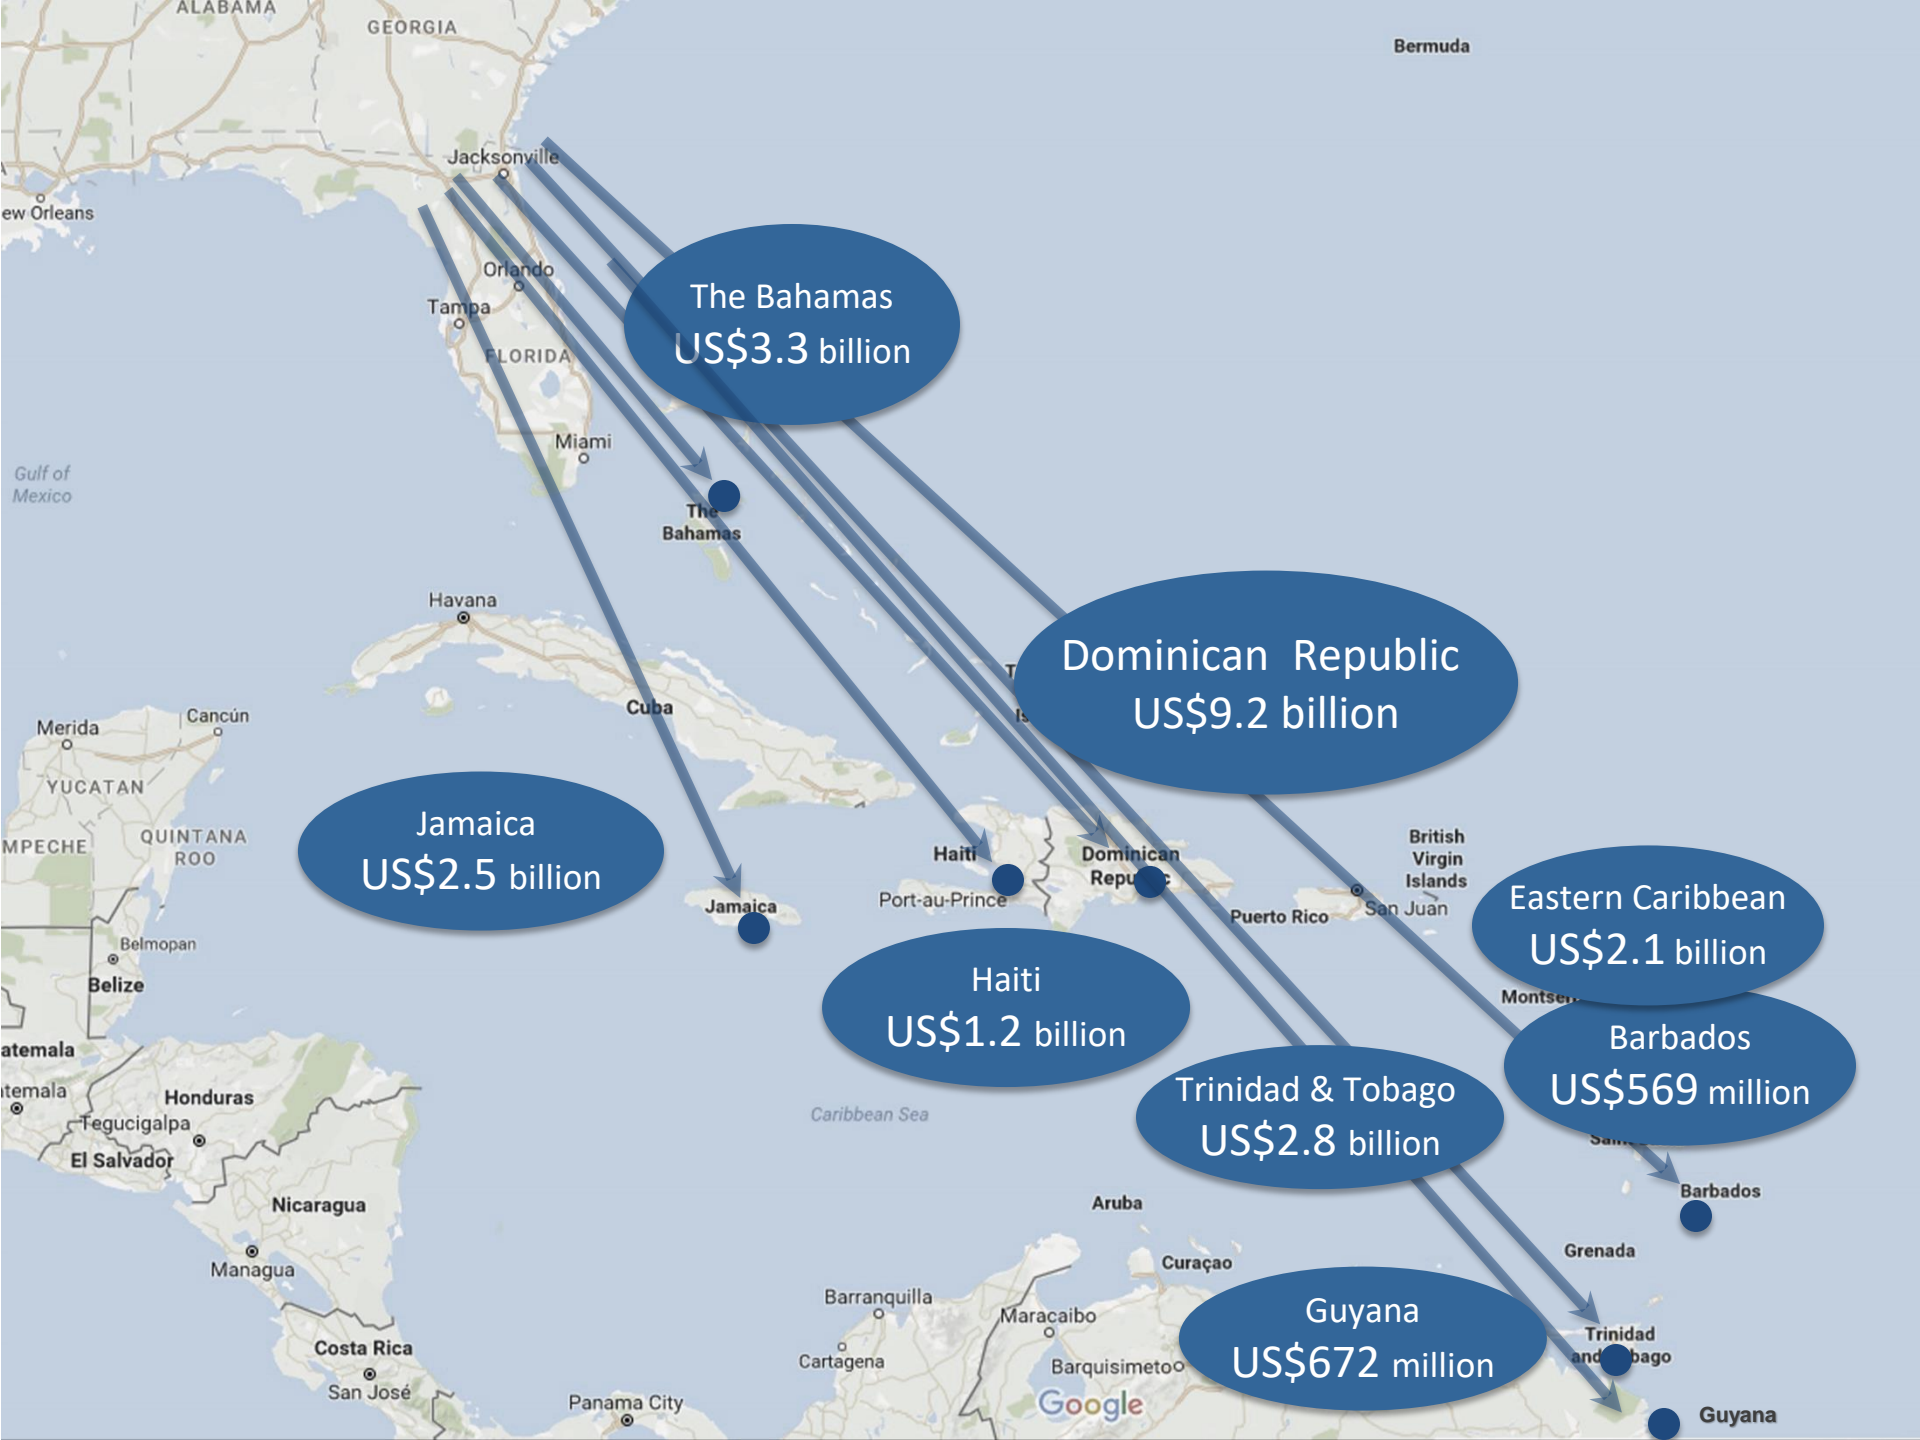 ALABAMA
GEORGIA
Bermuda
Jacksonville
ew Orleans
Orlando
Tampa
FLORIDA
Miami
Gulf of
Mexico
The Bahamas
US$3.3 billion
The
Bahamas
Havana
Cuba
Dominican Republic
US$9.2 billion
Merida
Cancún
YUCATAN
MPECHE
QUINTANA
ROO
Jamaica
US$2.5 billion
Jamaica
Haiti
Port-au-Prince
Dominican
Puerto Rico
San Juan
British
Virgin
Islands
Eastern Caribbean
US$2.1 billion
Belmopan
Belize
Haiti
US$1.2 billion
Barbados
US$569 million
atemala
temala
Honduras
Tegucigalpa
El Salvador
Nicaragua
Managua
Caribbean Sea
Trinidad & Tobago
US$2.8 billion
Barbados
Aruba
Curaçao
Grenada
Barranquilla
Maracaibo
Cartagena
Barquisimeto
Guyana
US$672 million
Trinidad
Costa Rica
San José
Panama City
Google
Guyana